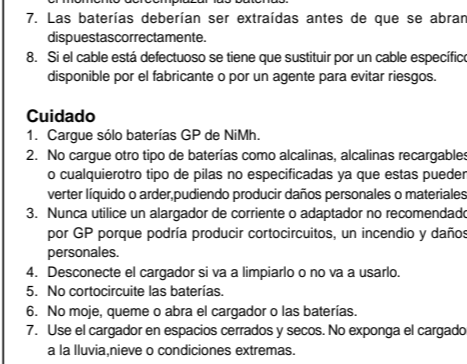 el momento dereemplazar las baterías.
7. Las baterías deberían ser extraídas antes de que se abran
dispuestascorrectamente.
8. Si el cable está defectuoso se tiene que sustituir por un cable específico
disponible por el fabricante o por un agente para evitar riesgos.
Cuidado
1. Cargue sólo baterías GP de NiMh.
2. No cargue otro tipo de baterías como alcalinas, alcalinas recargables
o cualquierotro tipo de pilas no especificadas ya que estas pueden
verter líquido o arder,pudiendo producir daños personales o materiales
3. Nunca utilice un alargador de corriente o adaptador no recomendado
por GP porque podría producir cortocircuitos, un incendio y daños
personales.
4. Desconecte el cargador si va a limpiarlo o no va a usarlo.
5. No cortocircuite las baterías.
6. No moje, queme o abra el cargador o las baterías.
7. Use el cargador en espacios cerrados y secos. No exponga el cargado
a la lluvia,nieve o condiciones extremas.